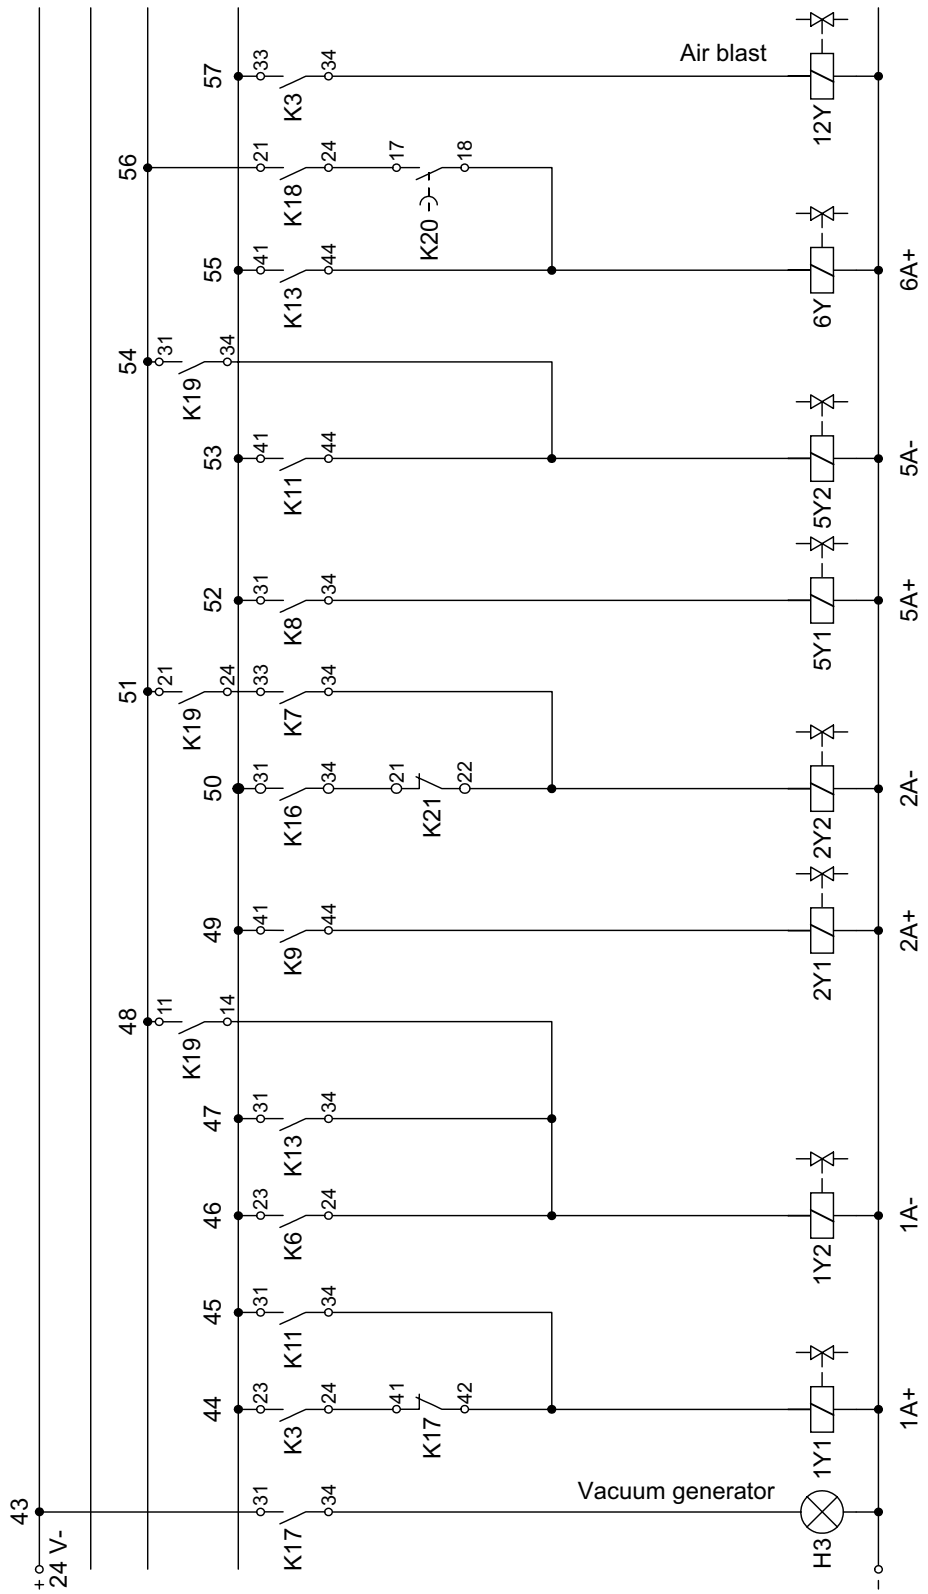 43
+
24 V-
31
34
K17
Vacuum generator
H3
-
44
23
24
K3
41
42
K17
1Y1
1A+
45
31
34
K11
46
23
24
K6
1Y2
1A-
47
31
34
K13
48
11
14
K19
49
41
44
K9
2Y1
2A+
50
31
34
K16
21
22
K21
2Y2
2A-
51
21
24
K19
33
34
K7
52
31
34
K8
5Y1
5A+
53
41
44
K11
5Y2
5A-
54
31
34
K19
55
41
44
K13
6Y
6A+
56
21
24
K18
17
18
K20
57
33
34
K3
Air blast
12Y